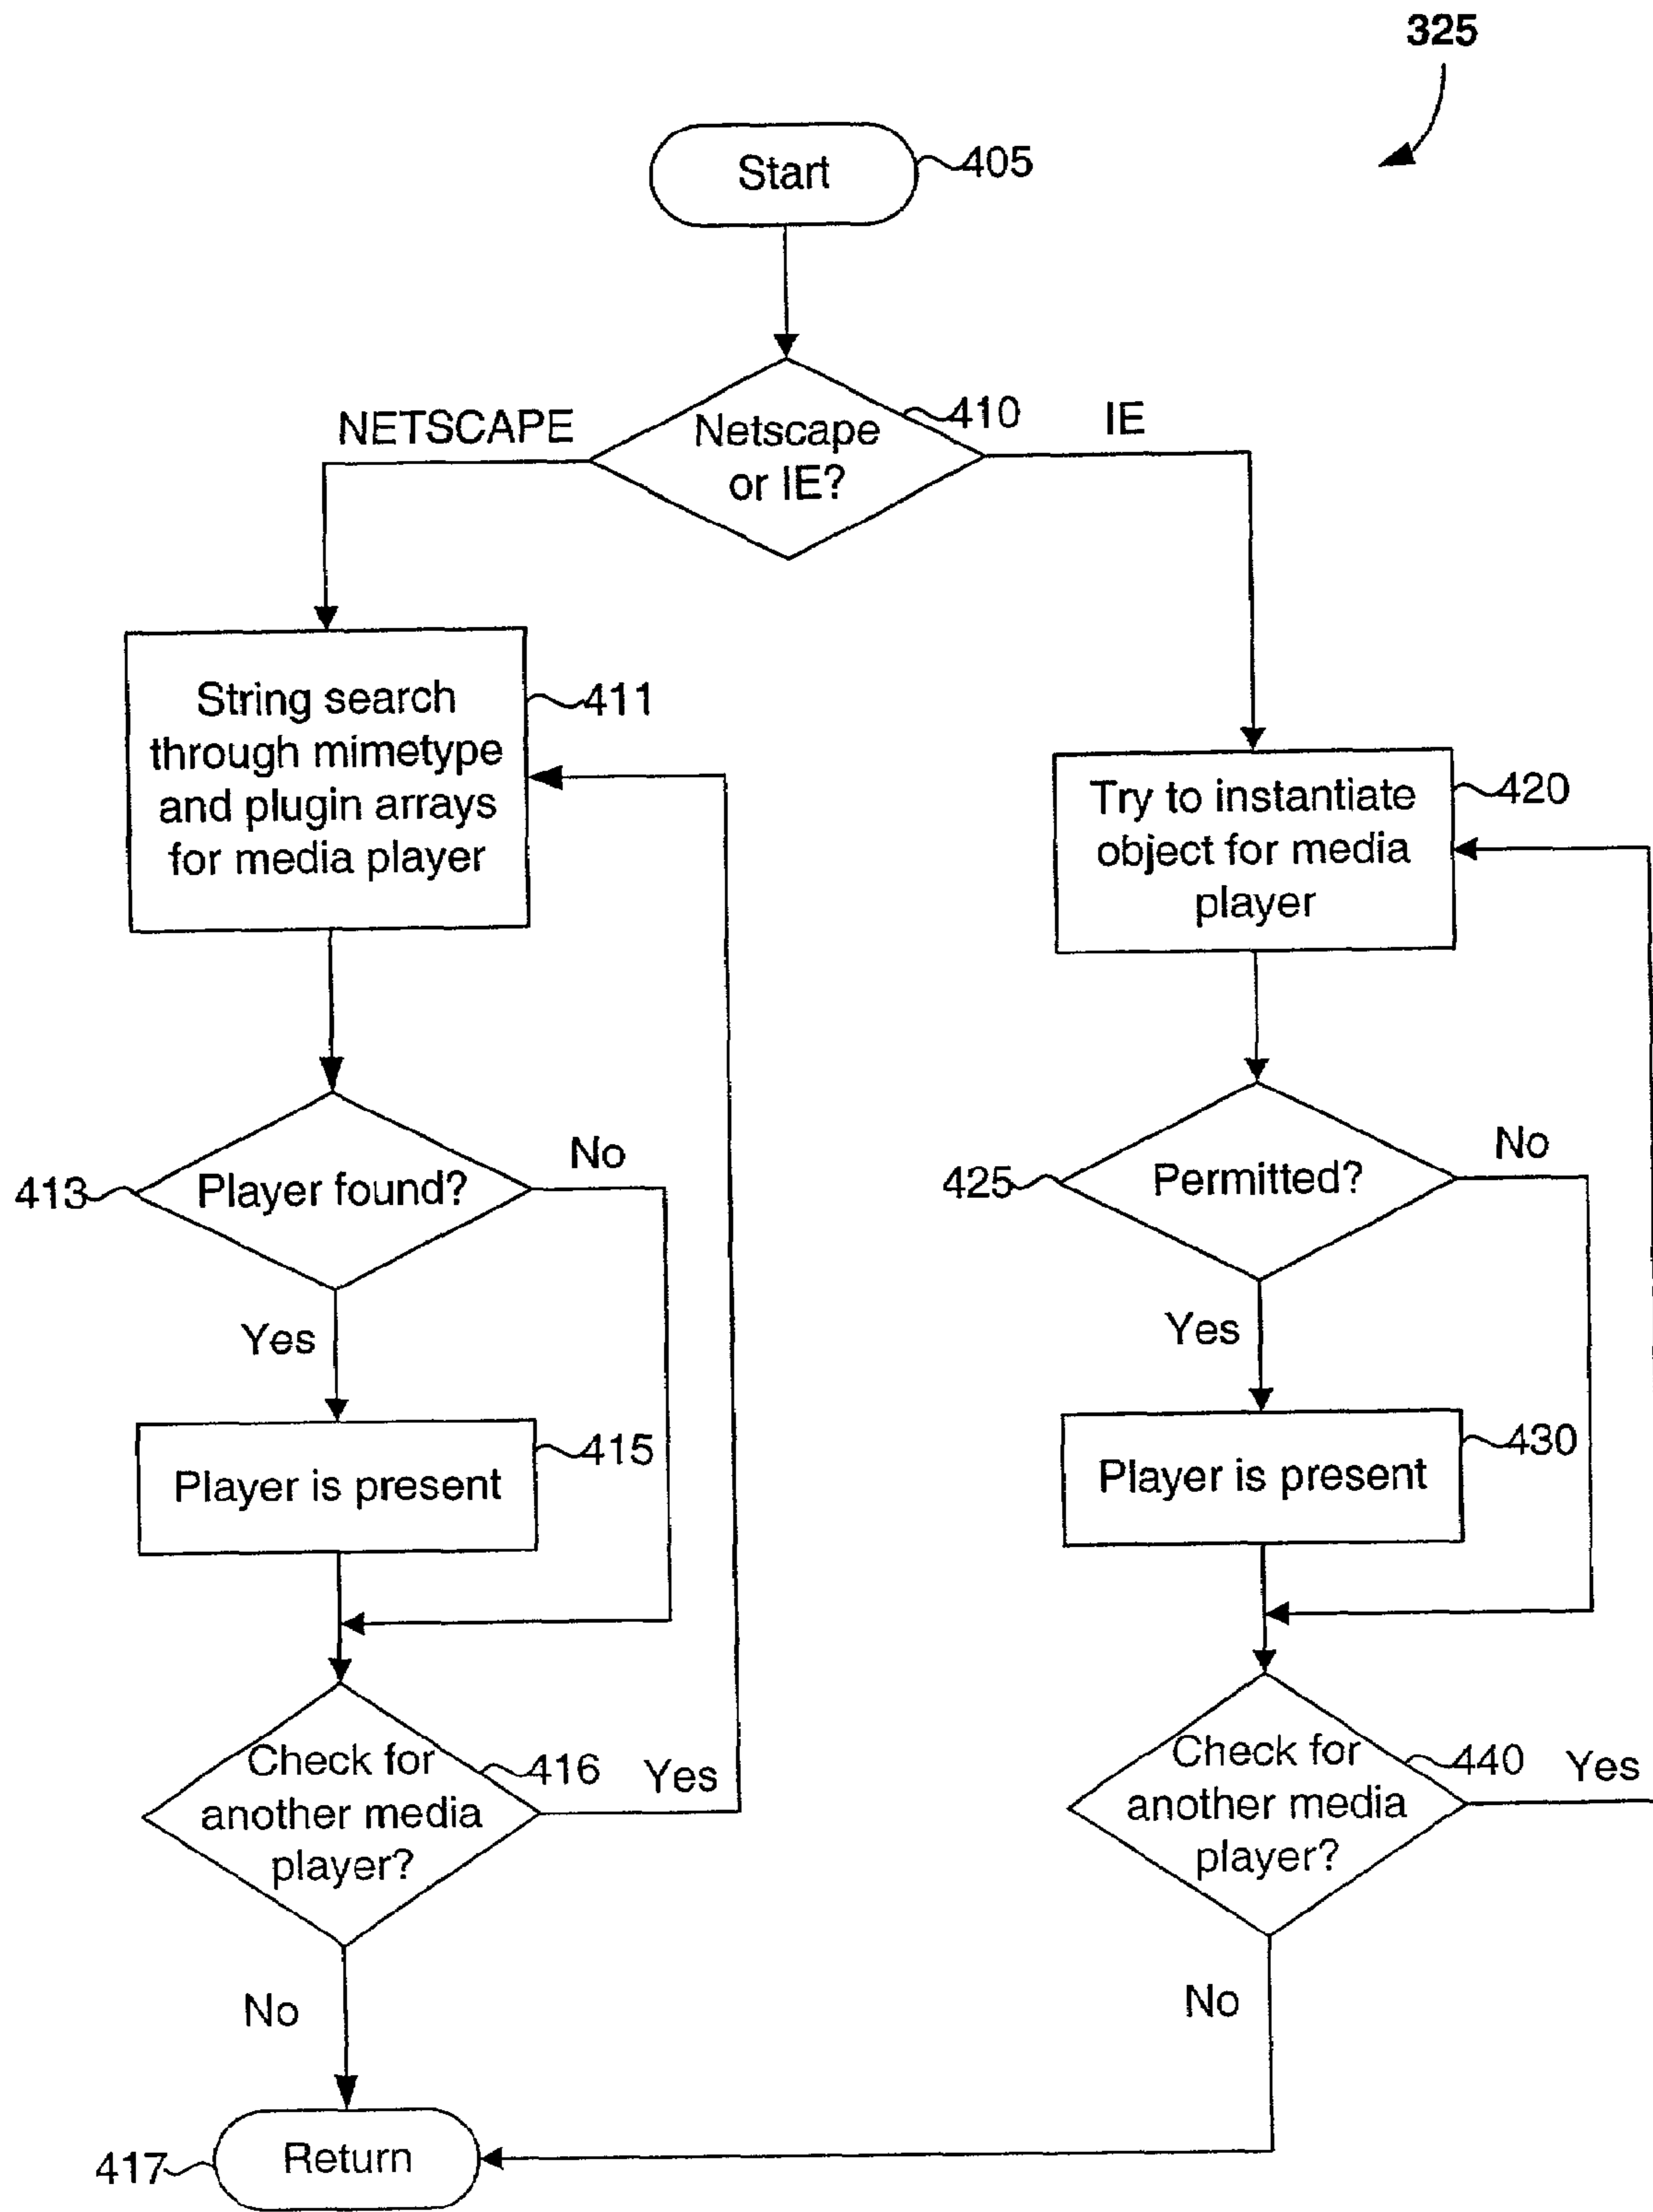 325
Start
405
NETSCAPE
Netscape
or IE?
410
IE
String search
through mimetype
and plugin arrays
for media player
411
Try to instantiate
object for media
player
420
413
Player found?
No
Yes
425
Permitted?
No
Yes
Player is present
415
Player is present
430
Check for
another media
player?
416
Yes
No
Check for
another media
player?
440
Yes
No
417
Return